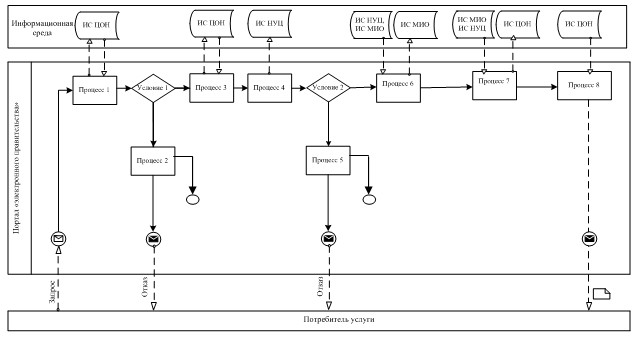 Информационная
среда
ИС ЦОН
ИС ЦОН
ИС НУЦ
ИС НУЦ,
ИС МИО
ИС МИО
ИС МИО
ИС НУЦ
ИС ЦОН
ИС ЦОН
Портал «электронного правительства»
Процесс 1
Условие 1
Процесс 3
Процесс 4
Условие 2
Процесс 6
Процесс 7
Процесс 8
Процесс 2
Процесс 5
Запрос
Отказ
Отказ
Потребитель услуги